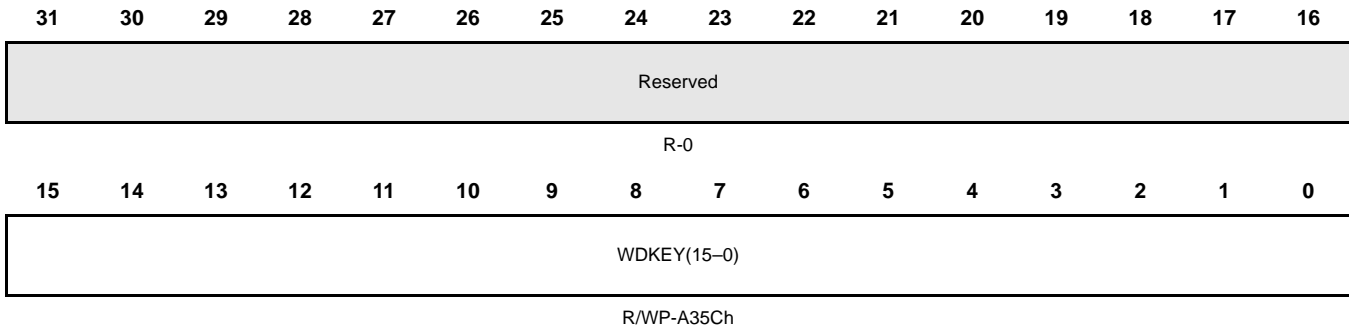 31 30 29 28 27 26 25 24 23 22 21 20 19 18 17 16
Reserved
R-0
15 14 13 12 11 10 9 8 7 6 5 4 3 2 1 0
WDKEY(15–0)
R/WP-A35Ch